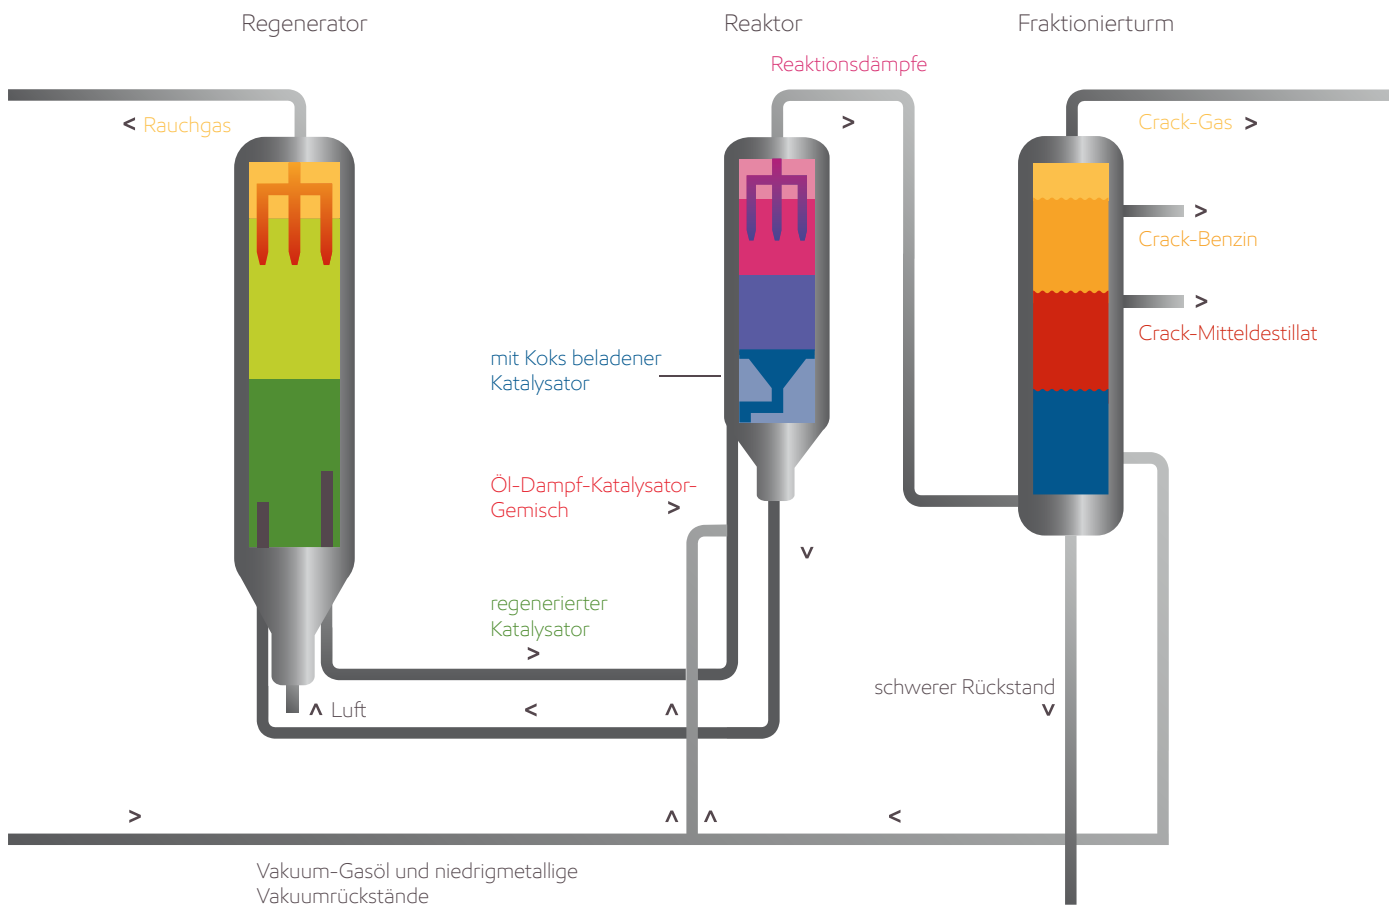 Regenerator
Reaktor
Fraktionierturm
Reaktionsdämpfe
< Rauchgas
>
Crack-Gas >
>
Crack-Benzin
>
Crack-Mitteldestillat
mit Koks beladener
Katalysator
Öl-Dampf-Katalysator-
Gemisch
>
v
regenerierter
Katalysator
>
schwerer Rückstand
v
^ Luft
<
^
>
^ ^
<
Vakuum-Gasöl und niedrigmetallige
Vakuumrückstände